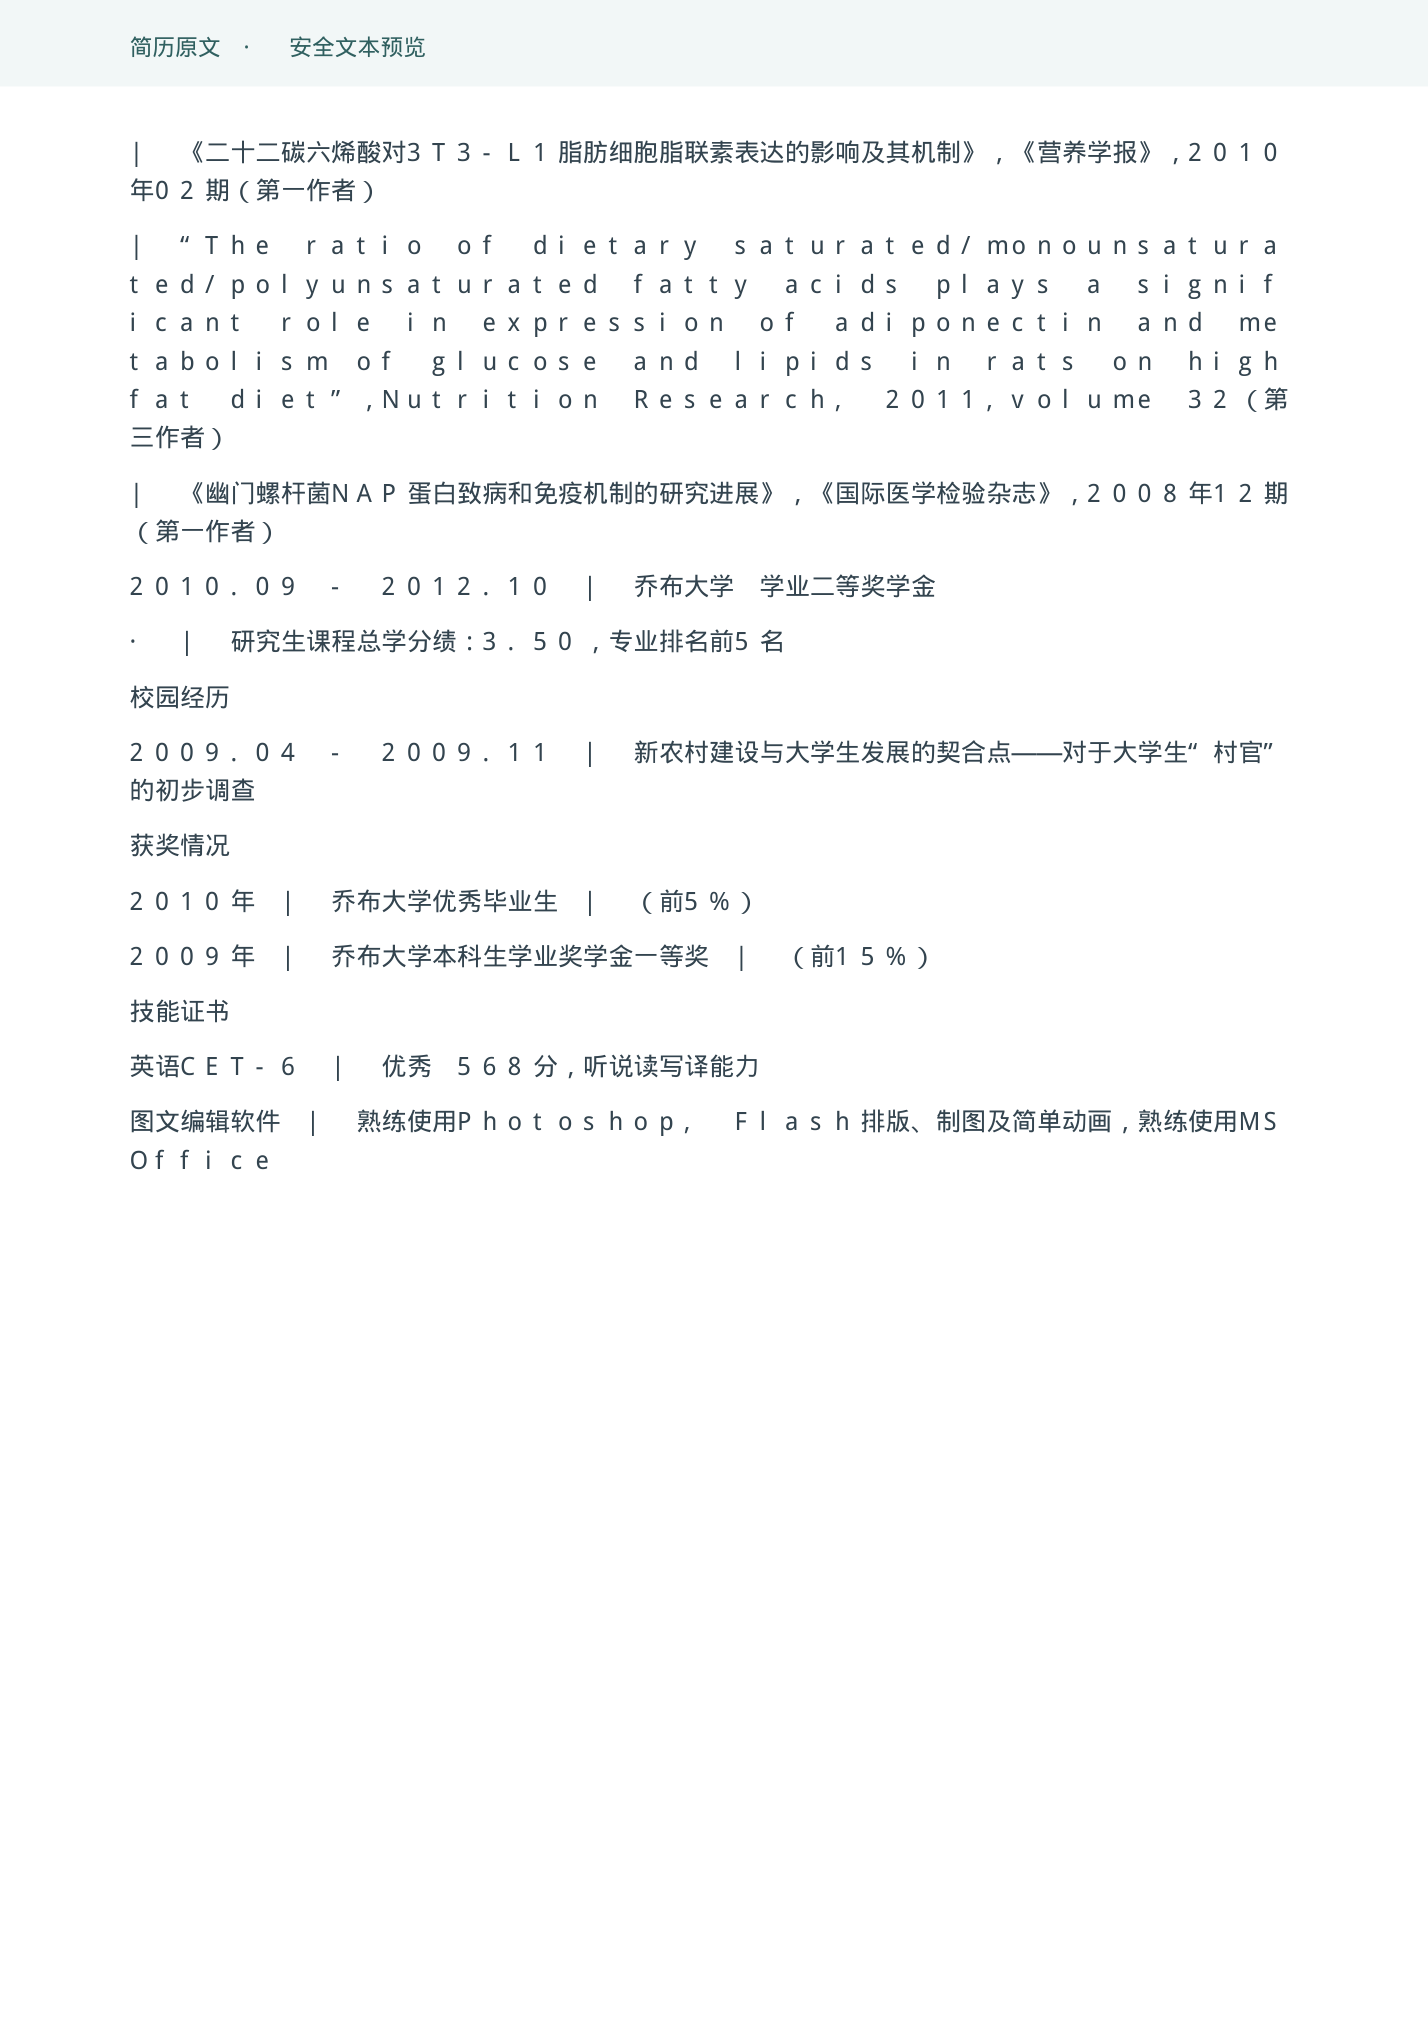 简历原文 · 安全文本预览
| 《二十二碳六烯酸对3T3-L1脂肪细胞脂联素表达的影响及其机制》,《营养学报》,2010
年02期(第一作者)
| “The ratio of dietary saturated/monounsatura
ted/polyunsaturated fatty acids plays a signif
icant role in expression of adiponectin and me
tabolism of glucose and lipids in rats on high
fat diet”,Nutrition Research, 2011,volume 32(第
三作者)
| 《幽门螺杆菌NAP蛋白致病和免疫机制的研究进展》,《国际医学检验杂志》,2008年12期
(第一作者)
2010.09 - 2012.10 | 乔布大学 学业二等奖学金
· | 研究生课程总学分绩:3.50,专业排名前5名
校园经历
2009.04 - 2009.11 | 新农村建设与大学生发展的契合点——对于大学生“村官”
的初步调查
获奖情况
2010年 | 乔布大学优秀毕业生 | (前5%)
2009年 | 乔布大学本科生学业奖学金一等奖 | (前15%)
技能证书
英语CET-6 | 优秀 568分,听说读写译能力
图文编辑软件 | 熟练使用Photoshop, Flash排版、制图及简单动画,熟练使用MS
Office